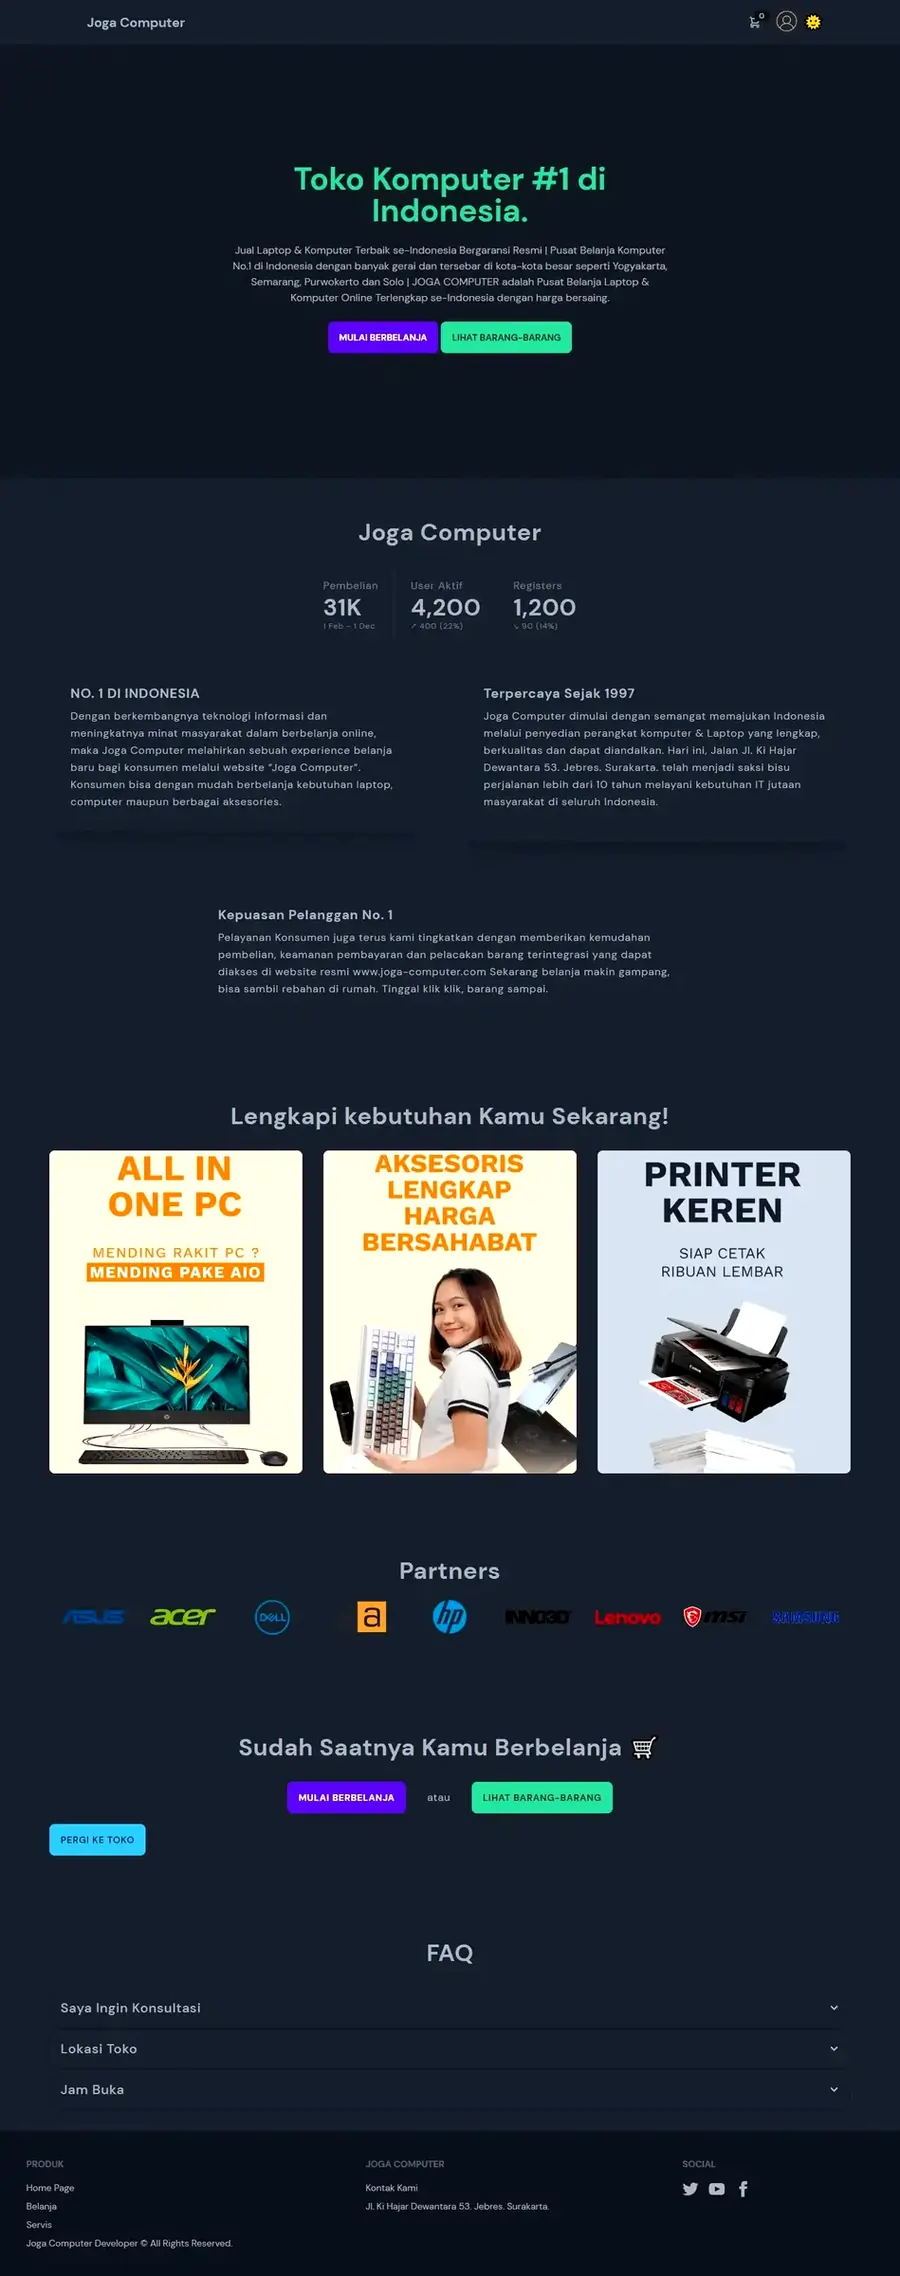 Joga Computer
0
Toko Komputer #1 di
Indonesia.
Jual Laptop & Komputer Terbaik se-Indonesia Bergaransi Resmi | Pusat Belanja Komputer
No.1 di Indonesia dengan banyak gerai dan tersebar di kota-kota besar seperti Yogyakarta,
Semarang, Purwokerto dan Solo | JOGA COMPUTER adalah Pusat Belanja Laptop &
Komputer Online Terlengkap se-Indonesia dengan harga bersaing.
MULAI BERBELANJA LIHAT BARANG-BARANG
Joga Computer
Pembelian
31K
1 Feb - 1 Dec
User Aktif
4,200
↗ 400 (22%)
Registers
1,200
↘ 90 (14%)
NO. 1 DI INDONESIA
Dengan berkembangnya teknologi informasi dan
meningkatnya minat masyarakat dalam berbelanja online,
maka Joga Computer melahirkan sebuah experience belanja
baru bagi konsumen melalui website "Joga Computer".
Konsumen bisa dengan mudah berbelanja kebutuhan laptop,
computer maupun berbagai aksesories.
Terpercaya Sejak 1997
Joga Computer dimulai dengan semangat memajukan Indonesia
melalui penyedian perangkat komputer & Laptop yang lengkap,
berkualitas dan dapat diandalkan. Hari ini, Jalan Jl. Ki Hajar
Dewantara 53. Jebres. Surakarta. telah menjadi saksi bisu
perjalanan lebih dari 10 tahun melayani kebutuhan IT jutaan
masyarakat di seluruh Indonesia.
Kepuasan Pelanggan No. 1
Pelayanan Konsumen juga terus kami tingkatkan dengan memberikan kemudahan
pembelian, keamanan pembayaran dan pelacakan barang terintegrasi yang dapat
diakses di website resmi www.joga-computer.com Sekarang belanja makin gampang,
bisa sambil rebahan di rumah. Tinggal klik klik, barang sampai.
Lengkapi kebutuhan Kamu Sekarang!
ALL IN
ONE PC
MENDING RAKIT PC ?
MENDING PAKE AIO
AKSESORIS
LENGKAP
HARGA
BERSAHABAT
PRINTER
KEREN
SIAP CETAK
RIBUAN LEMBAR
Partners
ASUS acer DELL a hp INNO3D Lenovo msi SAMSUNG
Sudah Saatnya Kamu Berbelanja 🛒
MULAI BERBELANJA atau LIHAT BARANG-BARANG
PERGI KE TOKO
FAQ
Saya Ingin Konsultasi
Lokasi Toko
Jam Buka
PRODUK
Home Page
Belanja
Servis
Joga Computer Developer © All Rights Reserved.
JOGA COMPUTER
Kontak Kami
Jl. Ki Hajar Dewantara 53. Jebres. Surakarta.
SOCIAL